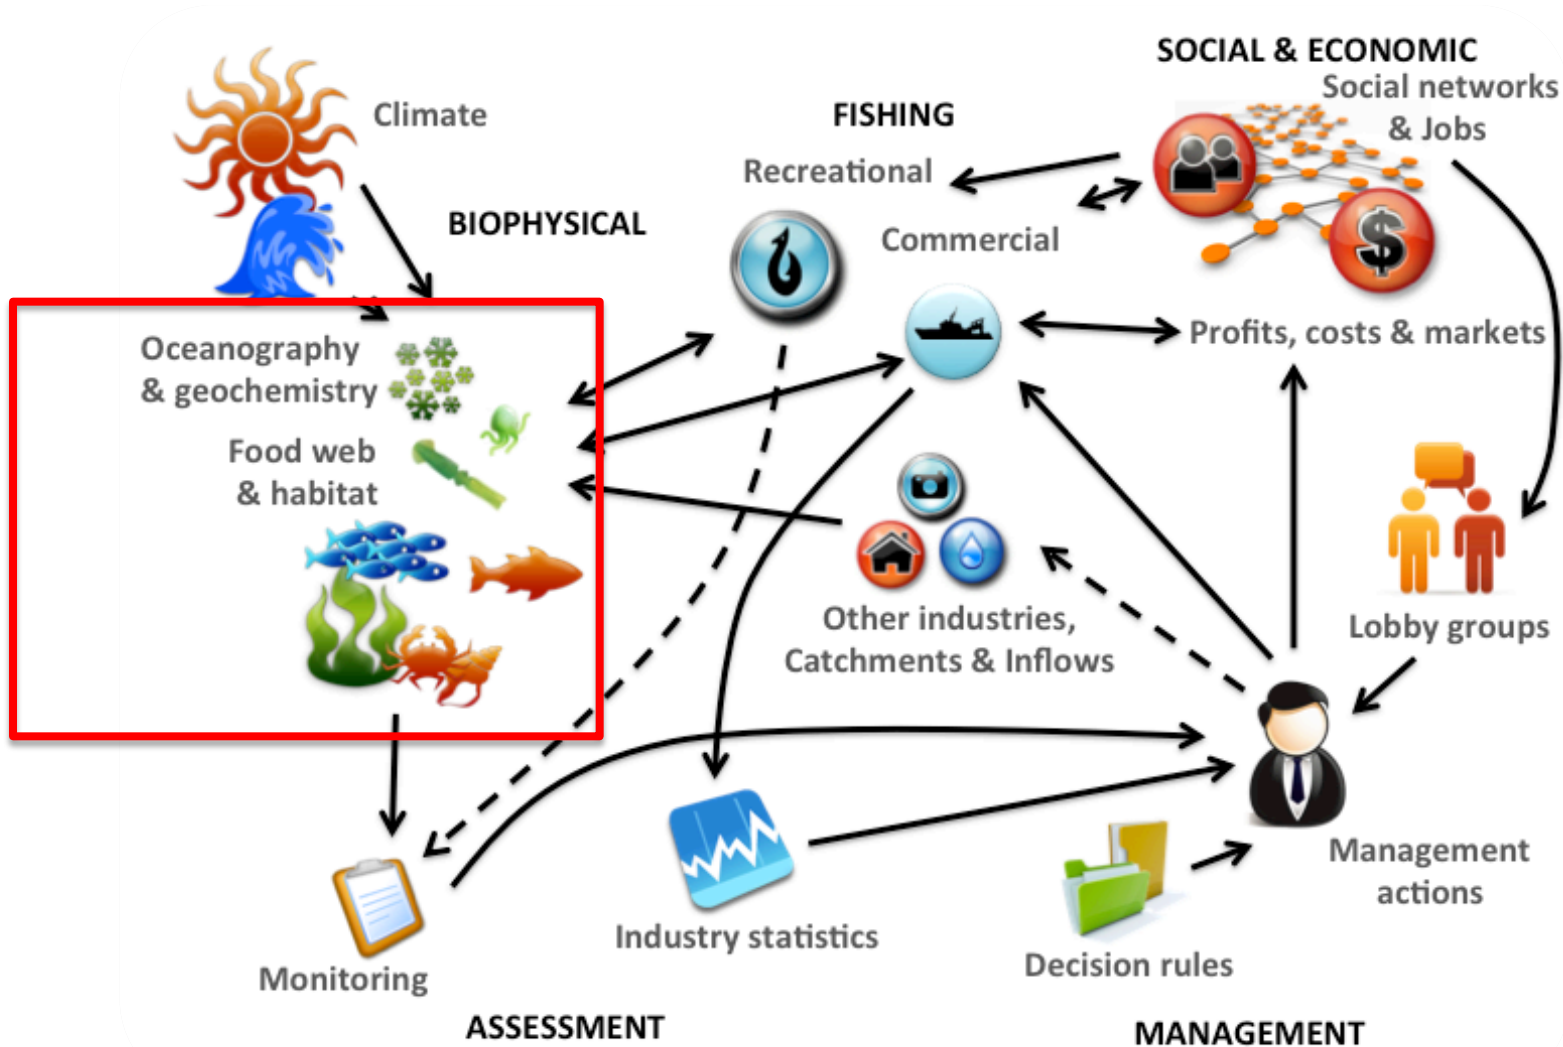 SOCIAL & ECONOMIC
Social networks
& Jobs
Climate
FISHING
Recreational
BIOPHYSICAL
Commercial
Profits, costs & markets
Oceanography
& geochemistry
Food web
& habitat
Other industries,
Catchments & Inflows
Lobby groups
Management
actions
Industry statistics
Decision rules
Monitoring
ASSESSMENT
MANAGEMENT